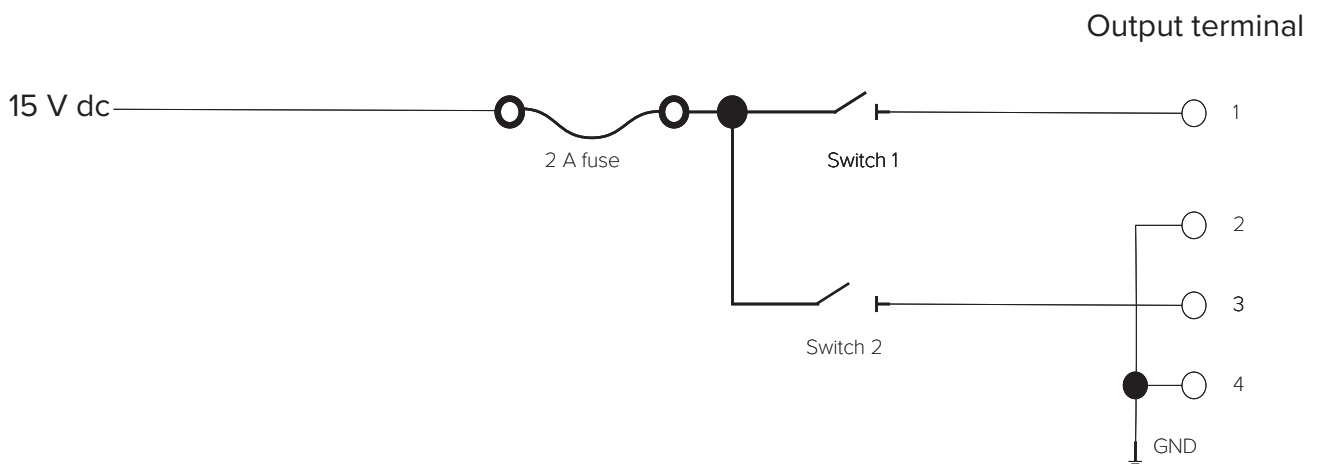 Output terminal
15 V dc
1
2 A fuse
Switch 1
2
3
Switch 2
4
GND